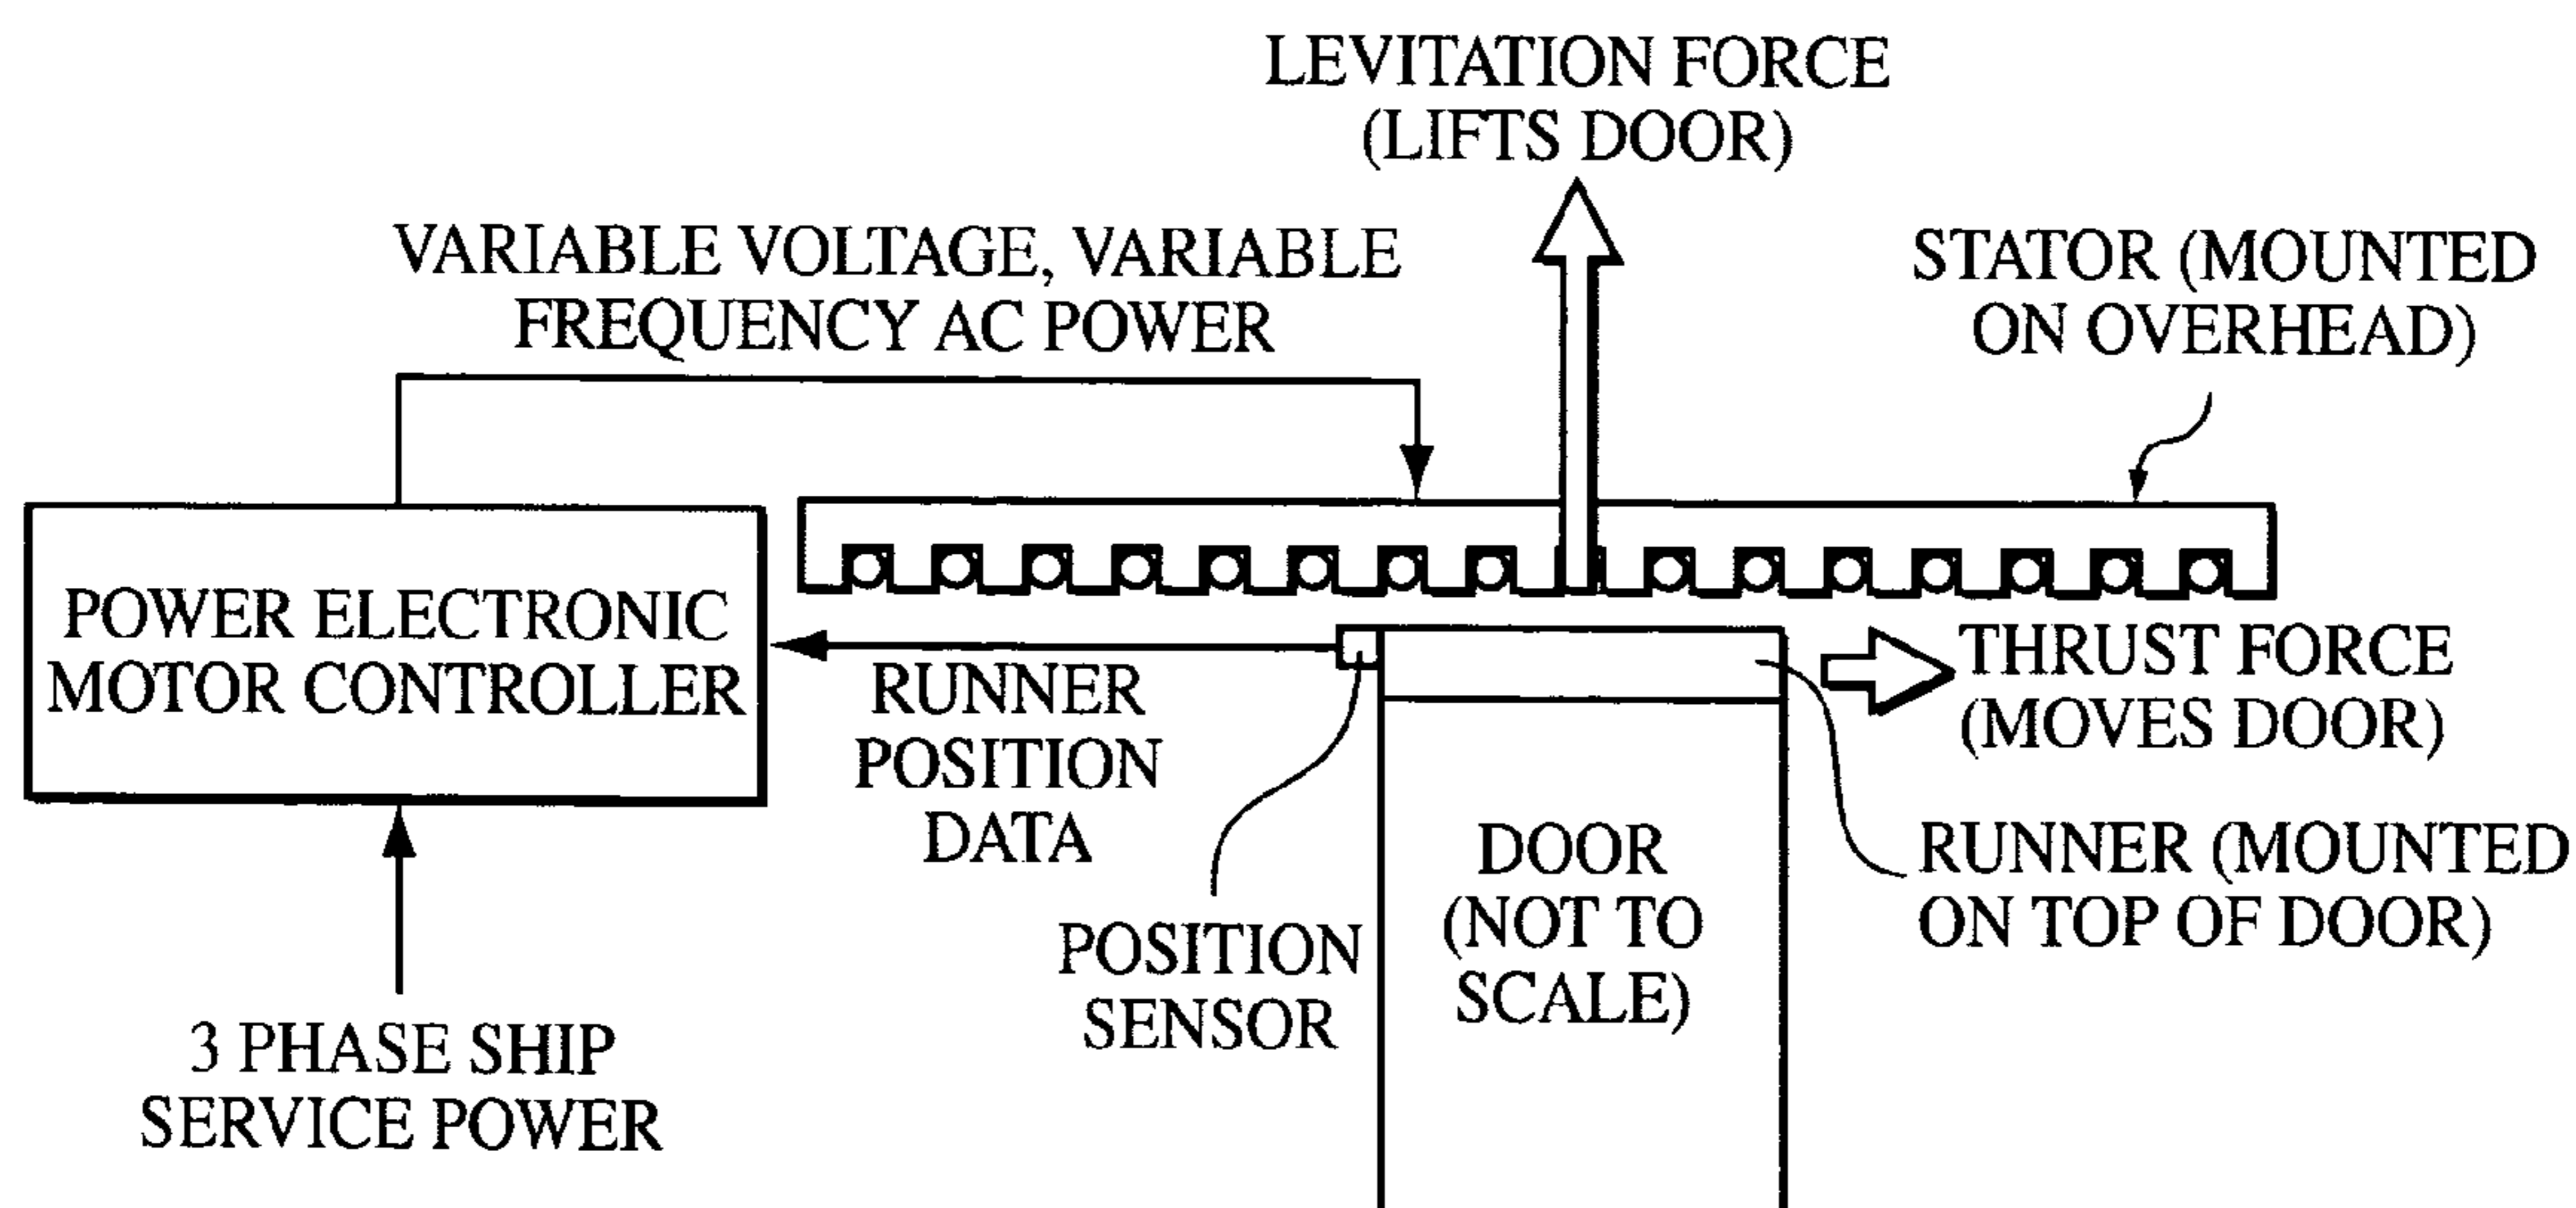 LEVITATION FORCE
(LIFTS DOOR)
VARIABLE VOLTAGE, VARIABLE
FREQUENCY AC POWER
STATOR (MOUNTED
ON OVERHEAD)
POWER ELECTRONIC
MOTOR CONTROLLER
RUNNER
POSITION
DATA
THRUST FORCE
(MOVES DOOR)
POSITION
SENSOR
DOOR
(NOT TO
SCALE)
RUNNER (MOUNTED
ON TOP OF DOOR)
3 PHASE SHIP
SERVICE POWER